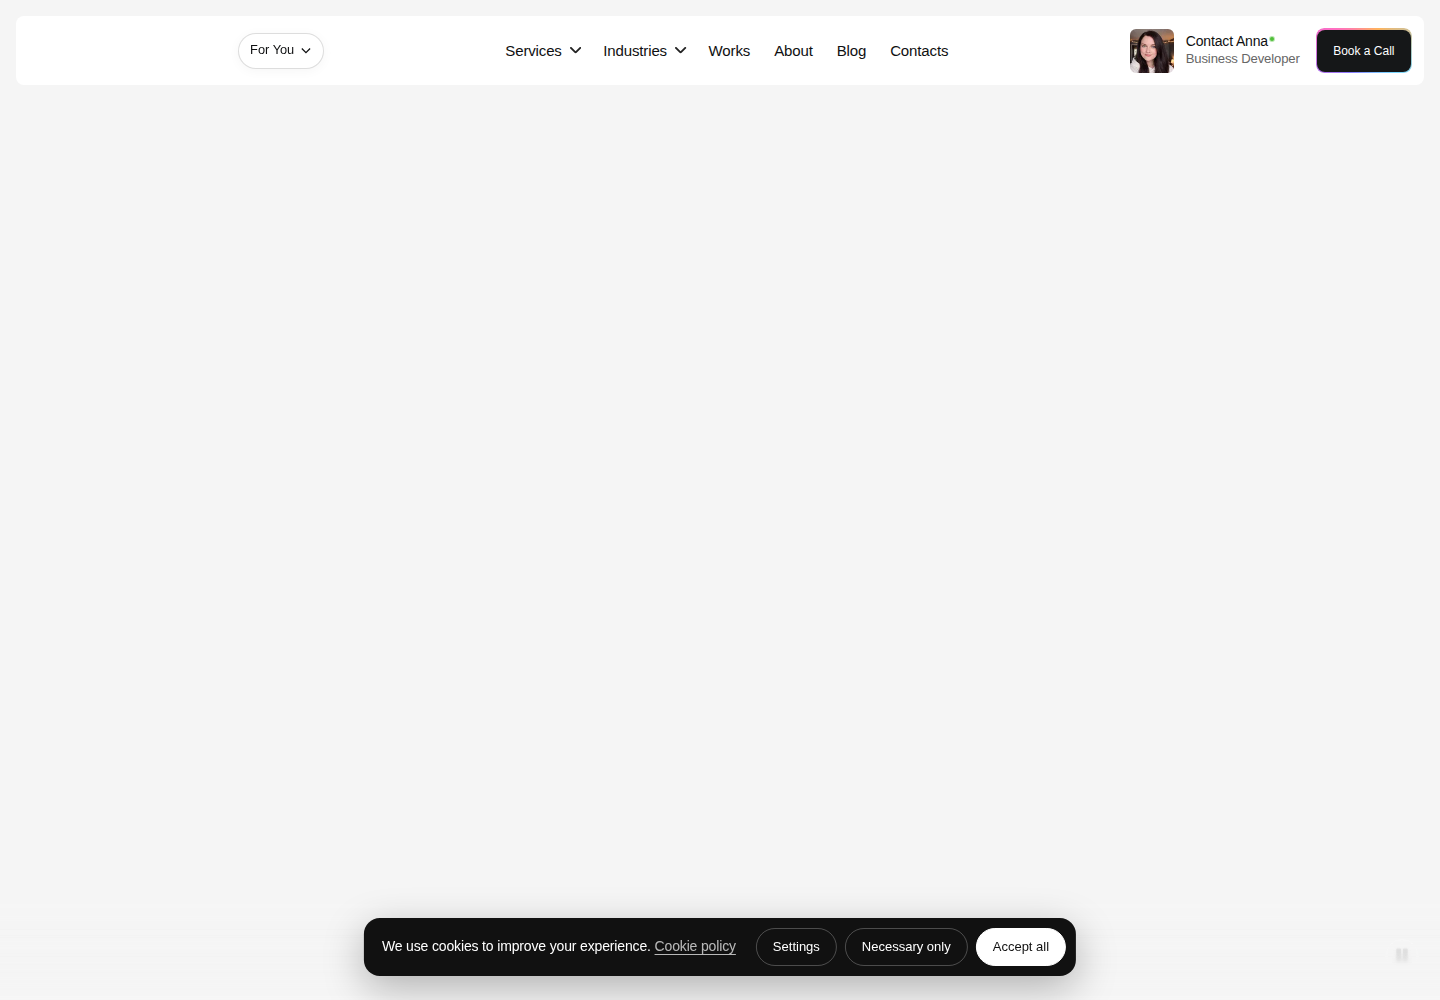 For You
Services
Industries
Works
About
Blog
Contacts
Contact Anna
Business Developer
Book a Call
We use cookies to improve your experience. Cookie policy
Settings
Necessary only
Accept all